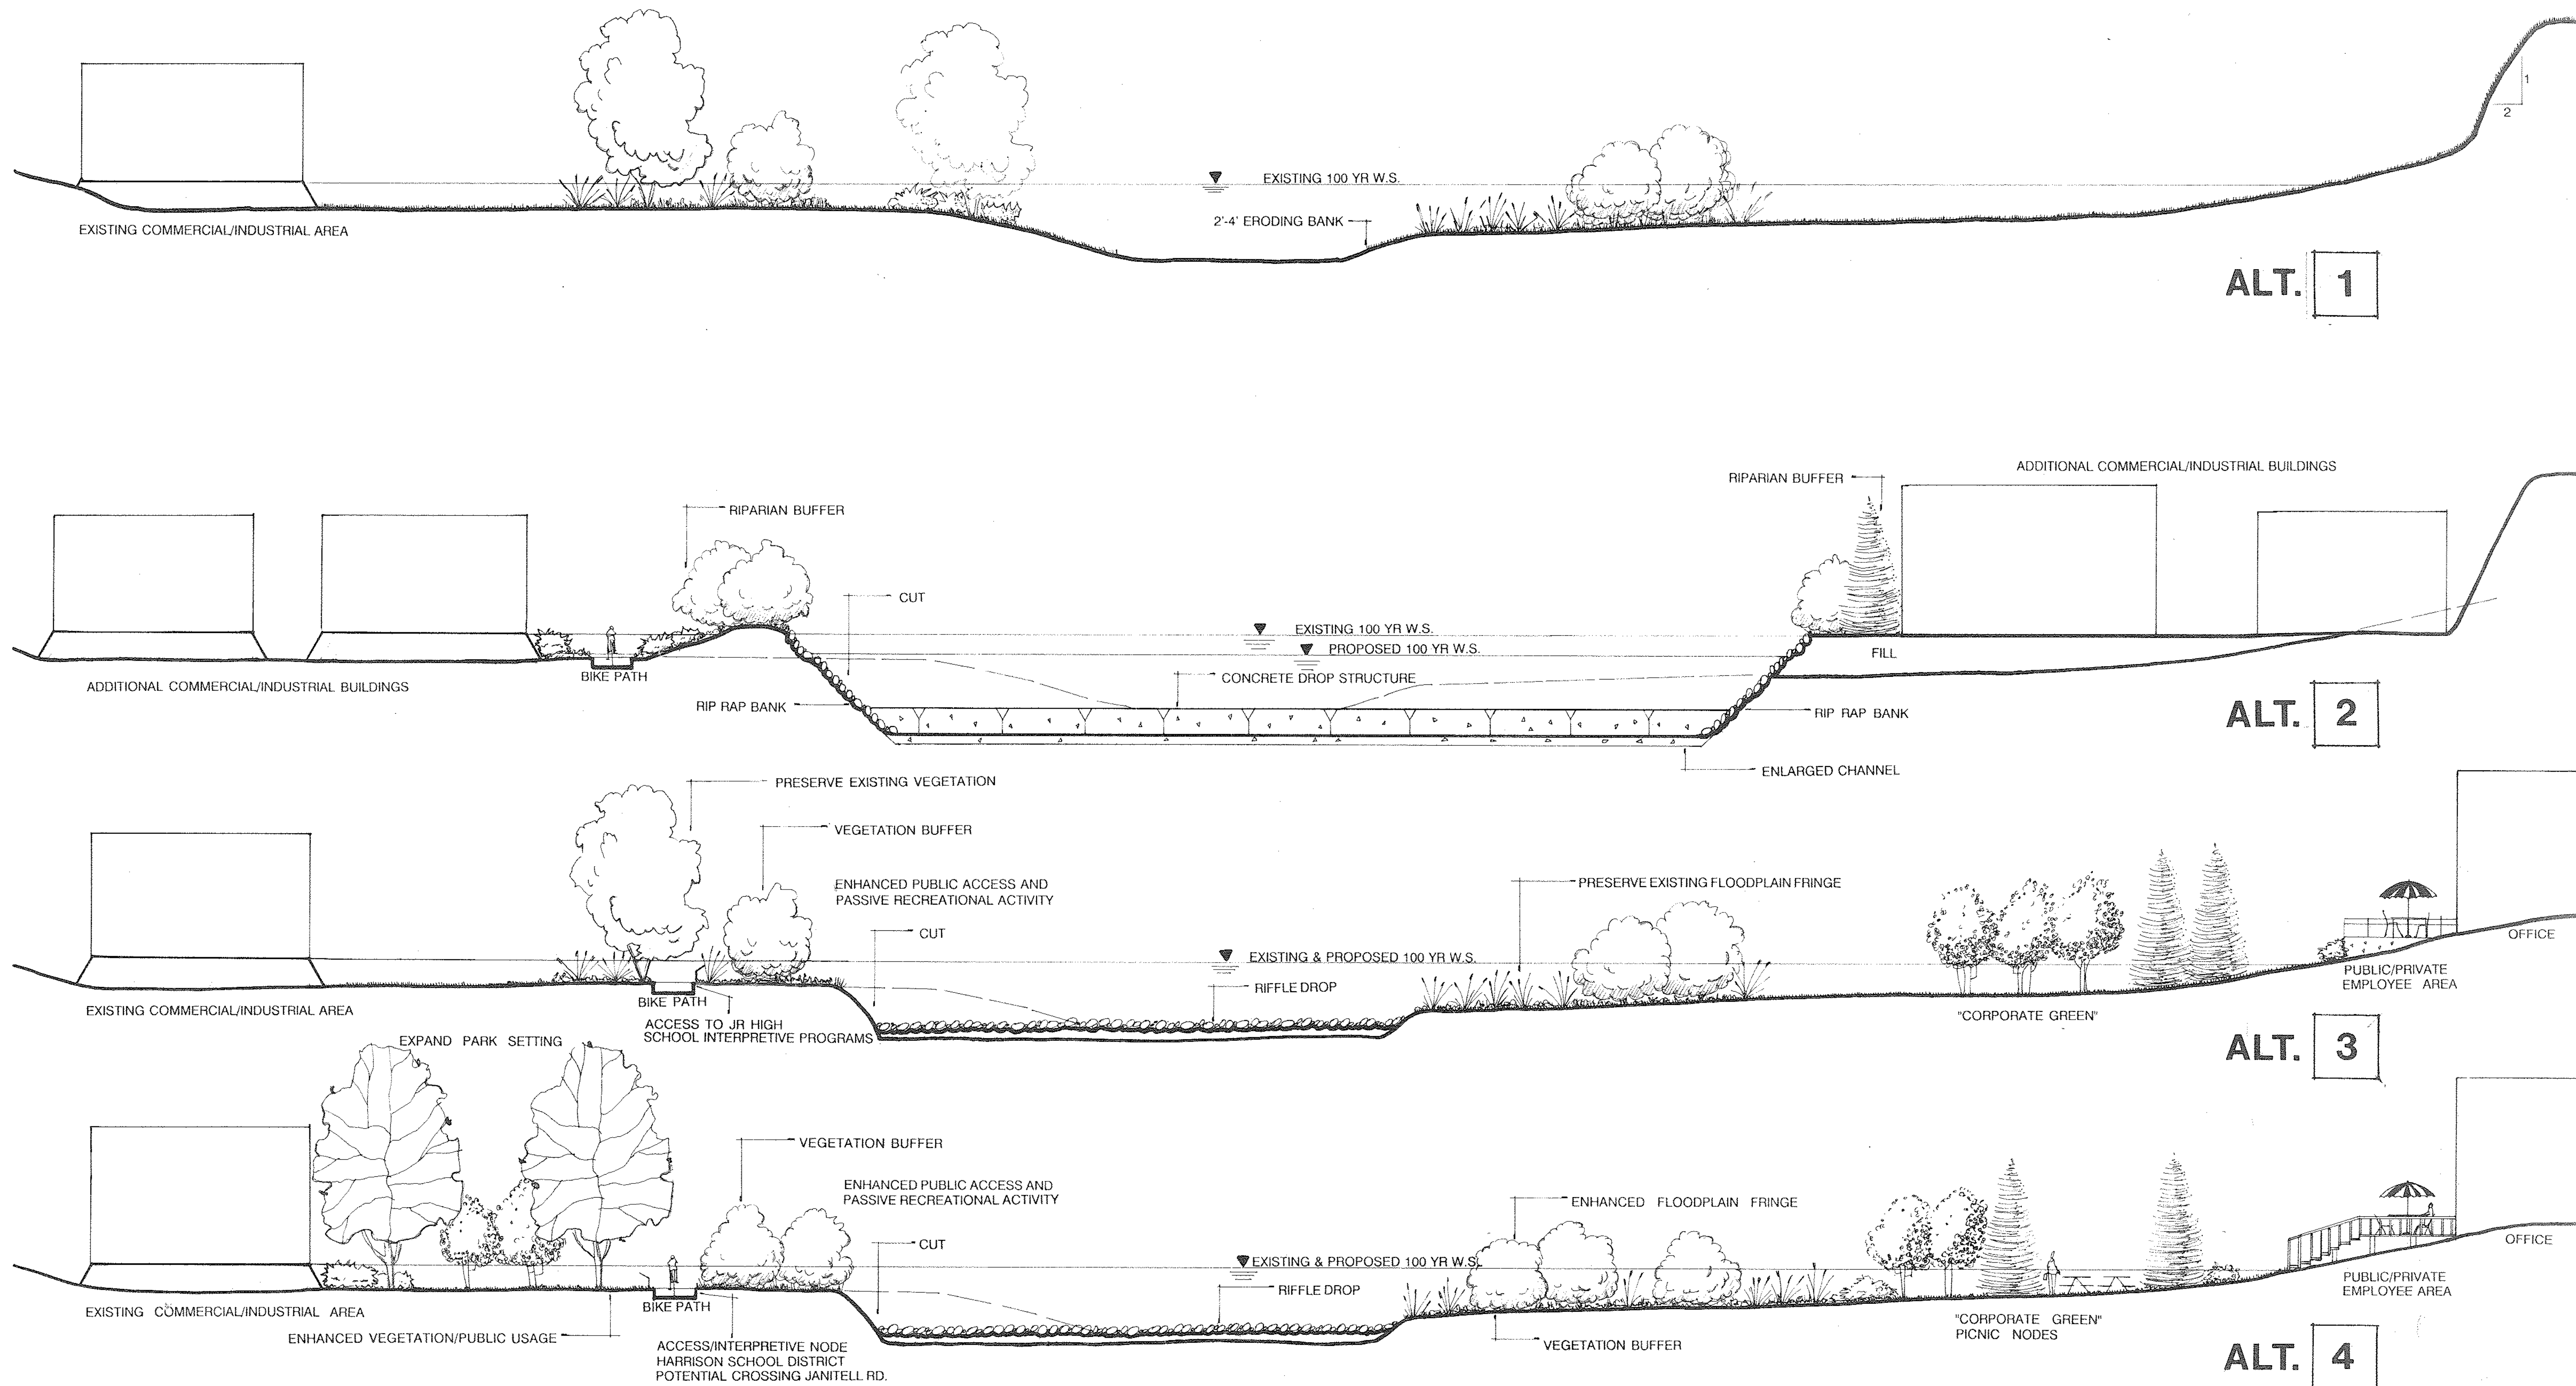 1
2
EXISTING 100 YR W.S.
2'-4' ERODING BANK
EXISTING COMMERCIAL/INDUSTRIAL AREA
ALT. 1
ADDITIONAL COMMERCIAL/INDUSTRIAL BUILDINGS
RIPARIAN BUFFER
RIPARIAN BUFFER
CUT
EXISTING 100 YR W.S.
PROPOSED 100 YR W.S.
FILL
BIKE PATH
CONCRETE DROP STRUCTURE
ADDITIONAL COMMERCIAL/INDUSTRIAL BUILDINGS
RIP RAP BANK
RIP RAP BANK
ALT. 2
ENLARGED CHANNEL
PRESERVE EXISTING VEGETATION
VEGETATION BUFFER
ENHANCED PUBLIC ACCESS AND
PASSIVE RECREATIONAL ACTIVITY
PRESERVE EXISTING FLOODPLAIN FRINGE
CUT
OFFICE
EXISTING & PROPOSED 100 YR W.S.
PUBLIC/PRIVATE
EMPLOYEE AREA
RIFFLE DROP
BIKE PATH
EXISTING COMMERCIAL/INDUSTRIAL AREA
"CORPORATE GREEN"
ACCESS TO JR HIGH
SCHOOL INTERPRETIVE PROGRAMS
ALT. 3
EXPAND PARK SETTING
VEGETATION BUFFER
ENHANCED PUBLIC ACCESS AND
PASSIVE RECREATIONAL ACTIVITY
ENHANCED FLOODPLAIN FRINGE
CUT
OFFICE
EXISTING & PROPOSED 100 YR W.S.
PUBLIC/PRIVATE
EMPLOYEE AREA
RIFFLE DROP
BIKE PATH
EXISTING COMMERCIAL/INDUSTRIAL AREA
"CORPORATE GREEN"
PICNIC NODES
ENHANCED VEGETATION/PUBLIC USAGE
VEGETATION BUFFER
ACCESS/INTERPRETIVE NODE
HARRISON SCHOOL DISTRICT
POTENTIAL CROSSING JANITELL RD.
ALT. 4